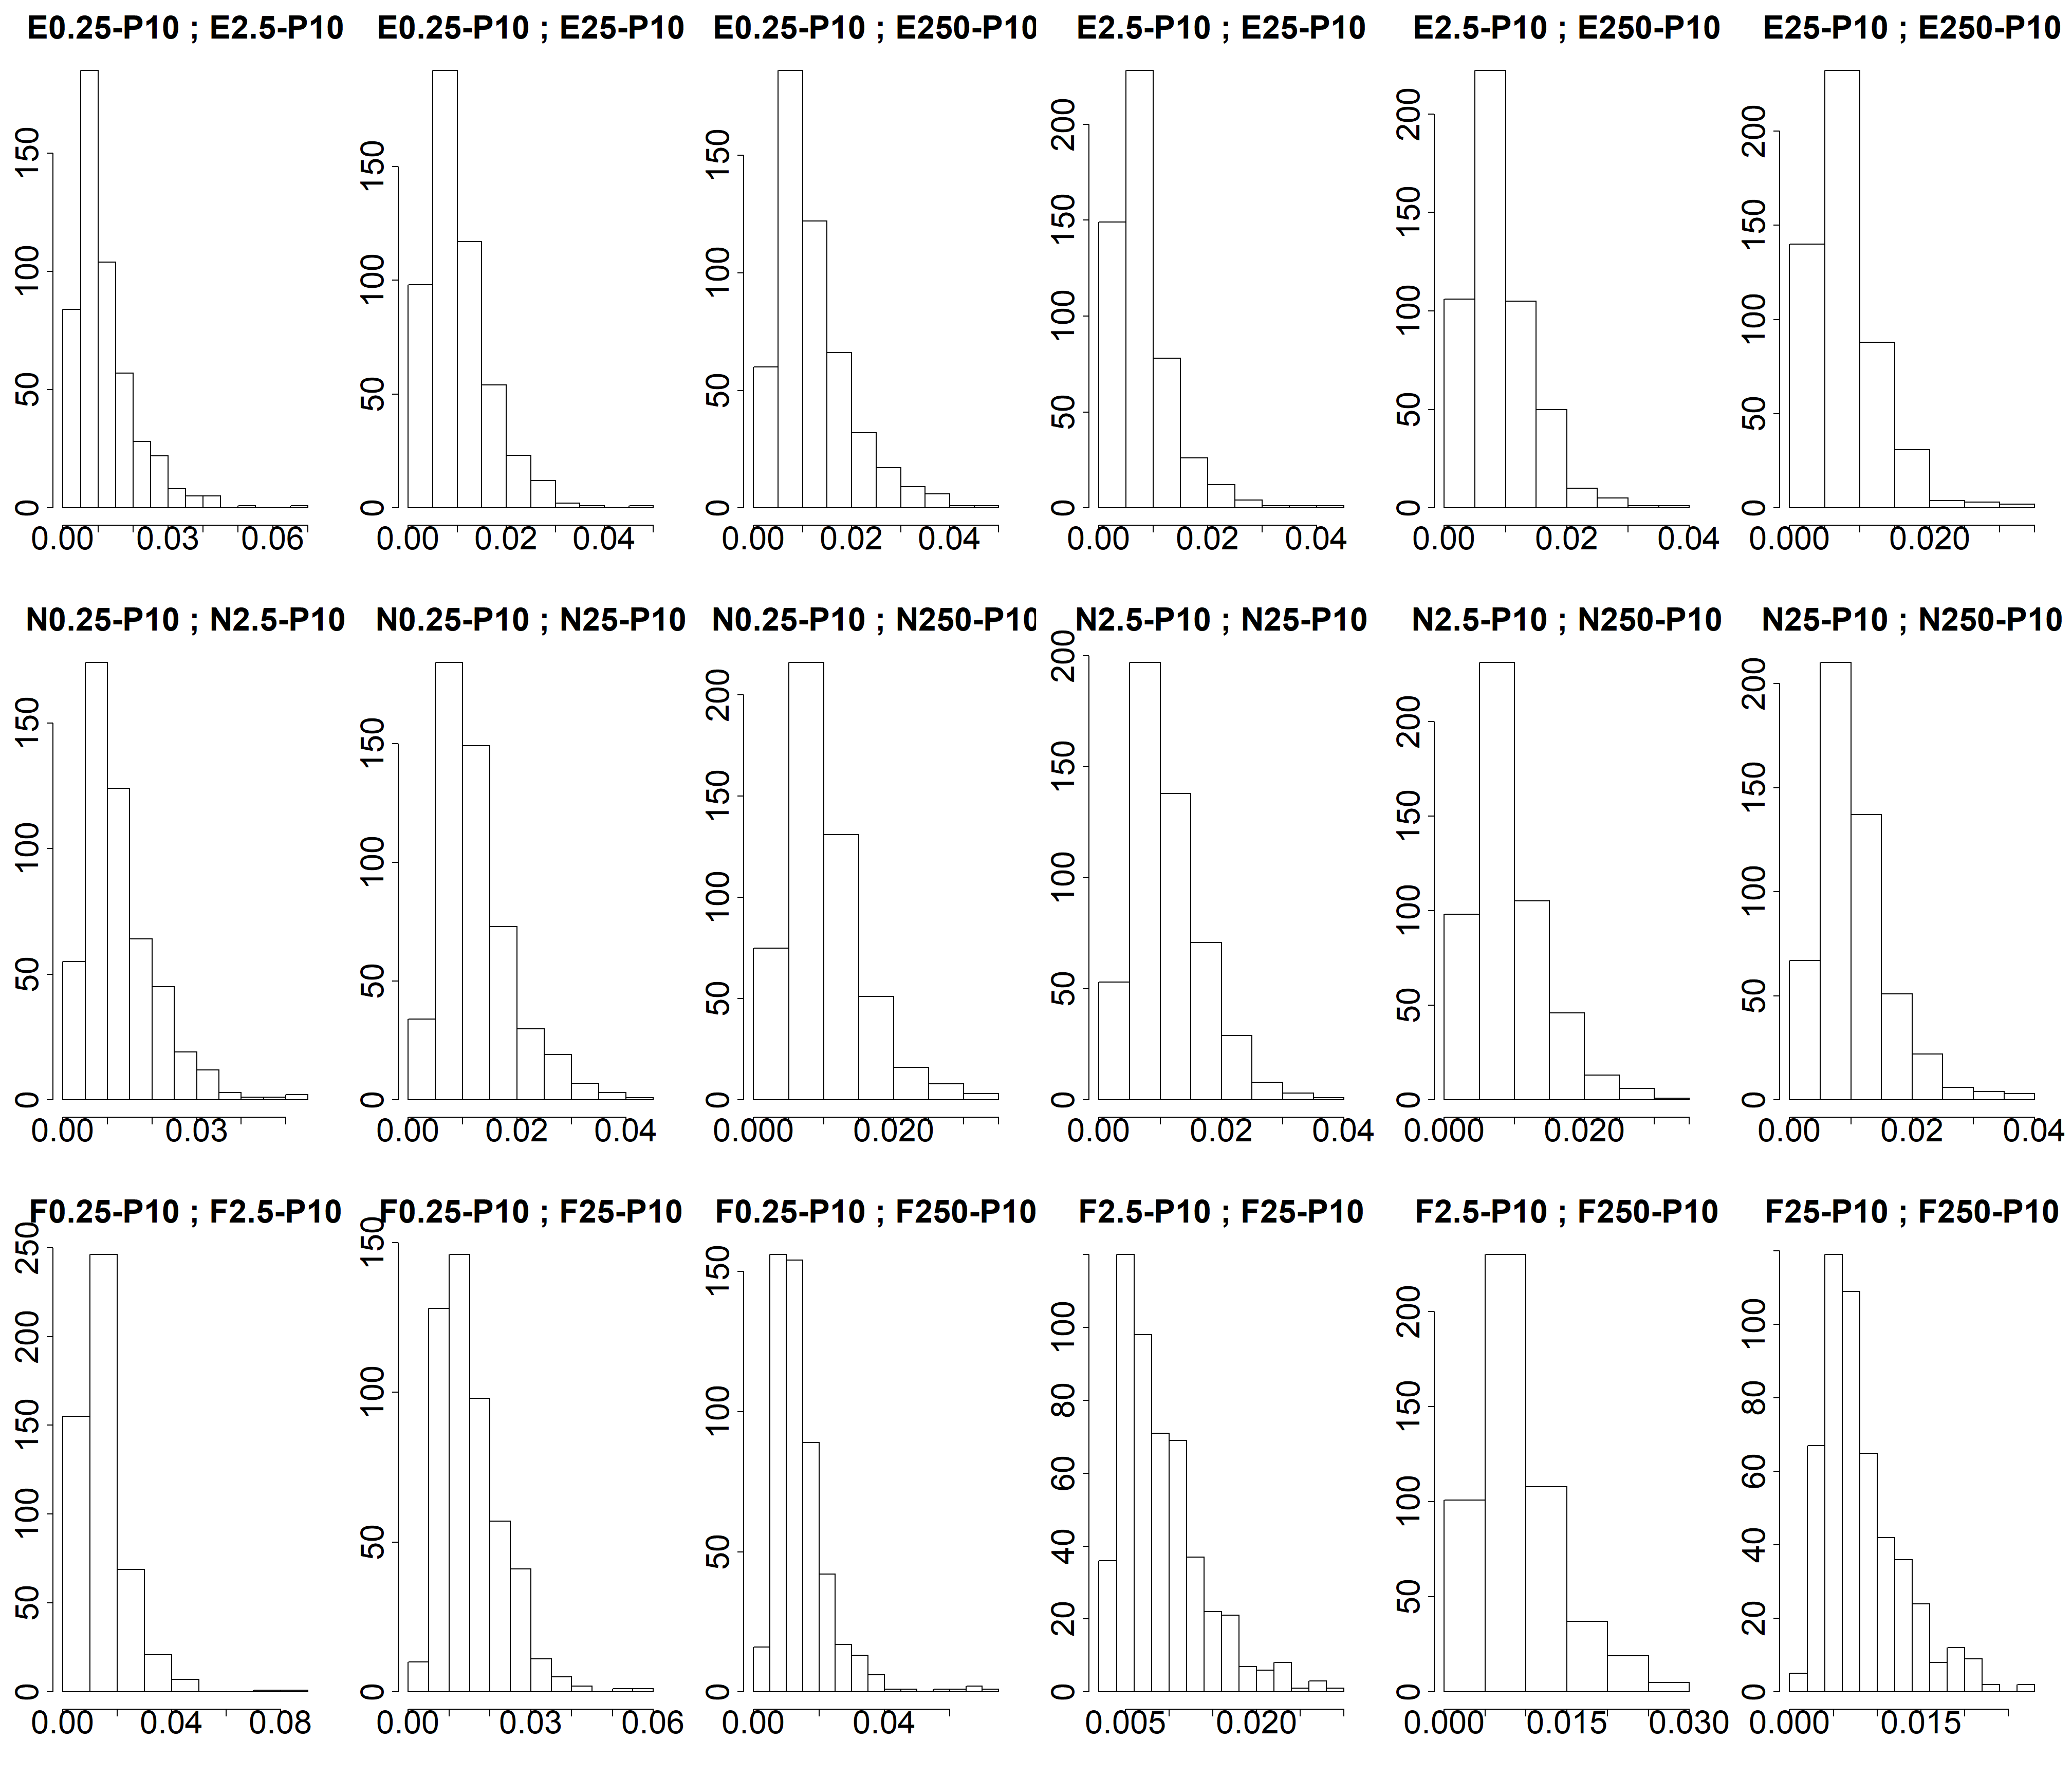 E0.25-P10 ; E2.5-P10
0 50 100 150
0.00 0.03 0.06
E0.25-P10 ; E25-P10
0 50 100 150
0.00 0.02 0.04
E0.25-P10 ; E250-P10
0 50 100 150
0.00 0.02 0.04
E2.5-P10 ; E25-P10
0 50 100 150 200
0.00 0.02 0.04
E2.5-P10 ; E250-P10
0 50 100 150 200
0.00 0.02 0.04
E25-P10 ; E250-P10
0 50 100 150 200
0.000 0.020
N0.25-P10 ; N2.5-P10
0 50 100 150
0.00 0.03
N0.25-P10 ; N25-P10
0 50 100 150
0.00 0.02 0.04
N0.25-P10 ; N250-P10
0 50 100 150 200
0.000 0.020
N2.5-P10 ; N25-P10
0 50 100 150 200
0.00 0.02 0.04
N2.5-P10 ; N250-P10
0 50 100 150 200
0.000 0.020
N25-P10 ; N250-P10
0 50 100 150 200
0.00 0.02 0.04
F0.25-P10 ; F2.5-P10
0 50 100 150 200 250
0.00 0.04 0.08
F0.25-P10 ; F25-P10
0 50 100 150
0.00 0.03 0.06
F0.25-P10 ; F250-P10
0 50 100 150
0.00 0.04
F2.5-P10 ; F25-P10
0 20 40 60 80 100
0.005 0.020
F2.5-P10 ; F250-P10
0 50 100 150 200
0.000 0.015 0.030
F25-P10 ; F250-P10
0 20 40 60 80 100
0.000 0.015